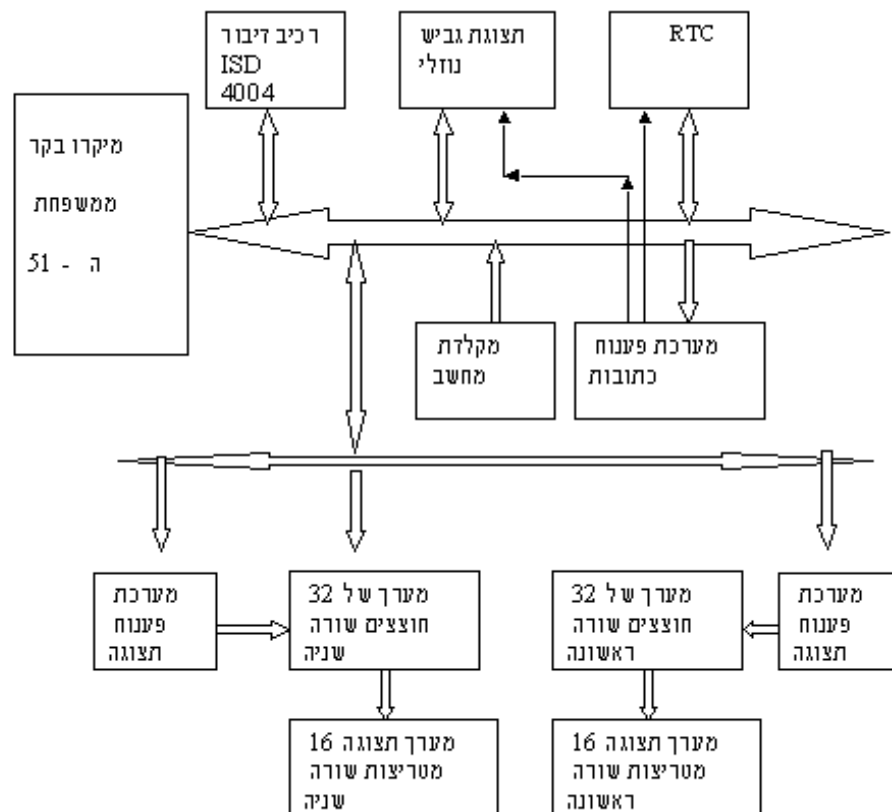 רכיב דיבור
ISD
4004
תצוגת גביש
נוזלי
RTC
מיקרו בקר
ממשפחת
ה - 51
מקלדת
מחשב
מערכת פענוח
כתובות
מערכת
פענוח
תצוגה
מערך של 32
חוצצים שורה
שניה
מערך של 32
חוצצים שורה
ראשונה
מערכת
פענוח
תצוגה
מערך תצוגה 16
מטריצות שורה
שניה
מערך תצוגה 16
מטריצות שורה
ראשונה